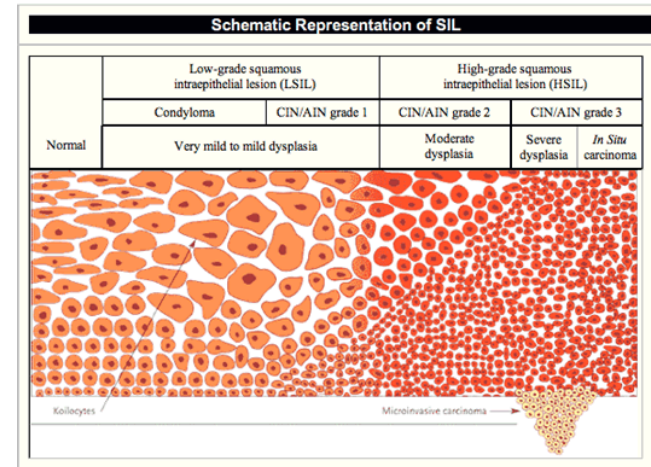 Schematic Representation of SIL
Low-grade squamous
intraepithelial lesion (LSIL)
High-grade squamous
intraepithelial lesion (HSIL)
Condyloma
CIN/AIN grade 1
CIN/AIN grade 2
CIN/AIN grade 3
Normal
Very mild to mild dysplasia
Moderate
dysplasia
Severe
dysplasia
In Situ
carcinoma
Koilocytes
Microinvasive carcinoma